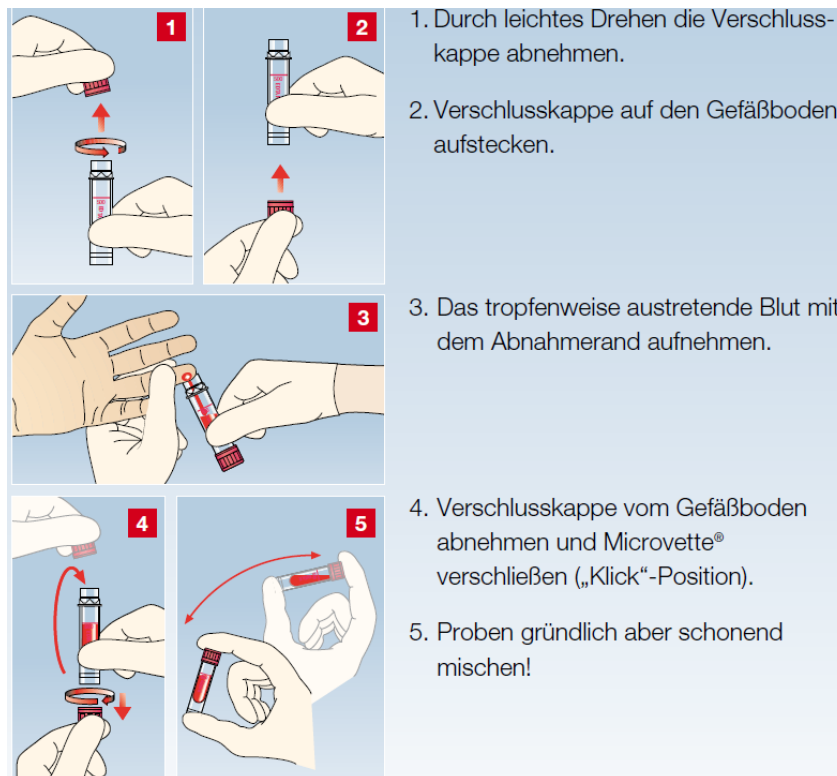 1
2
1. Durch leichtes Drehen die Verschluss-
kappe abnehmen.
2. Verschlusskappe auf den Gefäßboden
aufstecken.
3
3. Das tropfenweise austretende Blut mit
dem Abnahmerand aufnehmen.
4
5
4. Verschlusskappe vom Gefäßboden
abnehmen und Microvette®
verschließen („Klick“-Position).
5. Proben gründlich aber schonend
mischen!